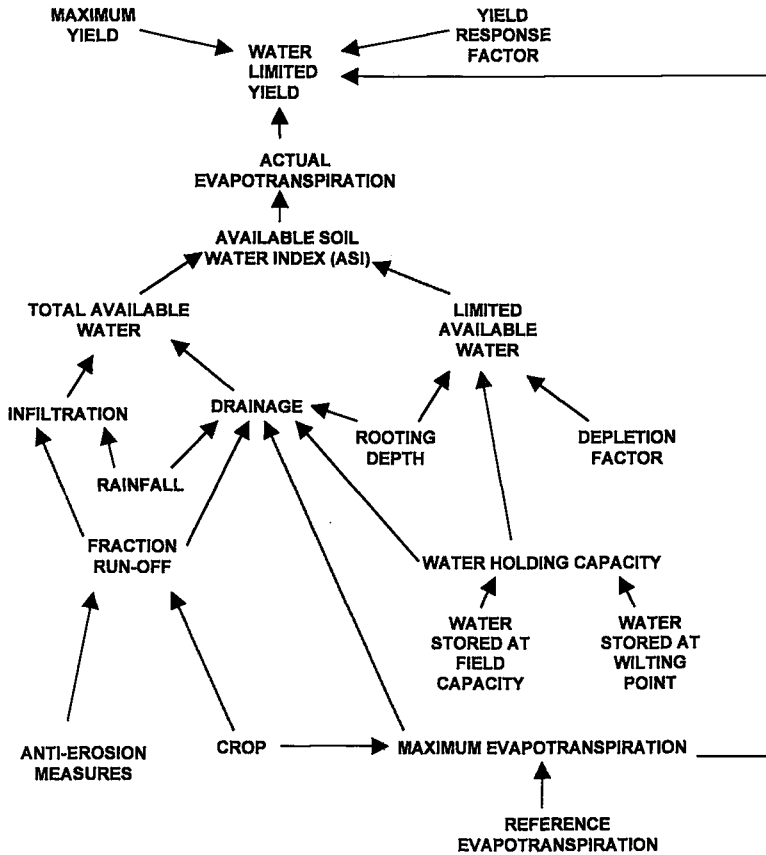 MAXIMUM
YIELD
YIELD
RESPONSE
FACTOR
WATER
LIMITED
YIELD
ACTUAL
EVAPOTRANSPIRATION
AVAILABLE SOIL
WATER INDEX (ASI)
TOTAL AVAILABLE
WATER
LIMITED
AVAILABLE
WATER
INFILTRATION
DRAINAGE
ROOTING
DEPTH
DEPLETION
FACTOR
RAINFALL
FRACTION
RUN-OFF
WATER HOLDING CAPACITY
WATER
STORED AT
FIELD
CAPACITY
WATER
STORED AT
WILTING
POINT
ANTI-EROSION
MEASURES
CROP
MAXIMUM EVAPOTRANSPIRATION
REFERENCE
EVAPOTRANSPIRATION